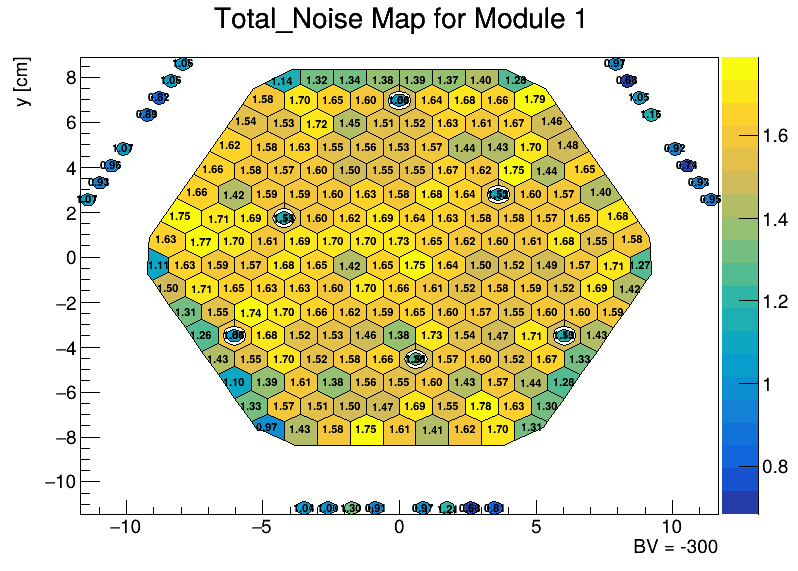 Total_Noise Map for Module 1
y [cm]
8
6
4
2
0
−2
−4
−6
−8
−10
−10 −5 0 5 10
BV = -300
1.6
1.4
1.2
1
0.8
1.06 0.97
1.14 1.32 1.34 1.38 1.39 1.37 1.40 1.28
1.58 1.70 1.65 1.60 1.64 1.68 1.66 1.79
1.05 1.16
1.54 1.53 1.72 1.45 1.51 1.52 1.63 1.61 1.67 1.46
1.62 1.58 1.63 1.55 1.56 1.53 1.57 1.44 1.43 1.70 1.48
1.07 0.92
1.66 1.58 1.57 1.60 1.50 1.55 1.55 1.67 1.62 1.75 1.44 1.65
0.93 0.93
1.66 1.42 1.59 1.60 1.63 1.58 1.68 1.64 1.60 1.57 1.40
1.07 0.95
1.75 1.71 1.69 1.60 1.62 1.69 1.64 1.63 1.58 1.58 1.57 1.65 1.68
1.63 1.77 1.70 1.61 1.69 1.70 1.70 1.73 1.65 1.62 1.60 1.61 1.68 1.55 1.58
1.11 1.63 1.59 1.57 1.68 1.65 1.42 1.65 1.75 1.64 1.50 1.52 1.49 1.57 1.71 1.27
1.50 1.71 1.65 1.63 1.60 1.70 1.66 1.61 1.57 1.59 1.58 1.52 1.69 1.42
1.31 1.55 1.74 1.70 1.66 1.58 1.52 1.57 1.65 1.55 1.60 1.60 1.59
1.26 1.68 1.52 1.53 1.46 1.38 1.73 1.54 1.47 1.71 1.43
1.43 1.55 1.70 1.52 1.58 1.66 1.57 1.60 1.52 1.67 1.33
1.10 1.39 1.61 1.38 1.56 1.55 1.60 1.43 1.57 1.44 1.28
1.33 1.57 1.51 1.50 1.47 1.69 1.55 1.78 1.63 1.30
0.97 1.43 1.58 1.75 1.61 1.41 1.62 1.70 1.31
1.30 0.91 0.97